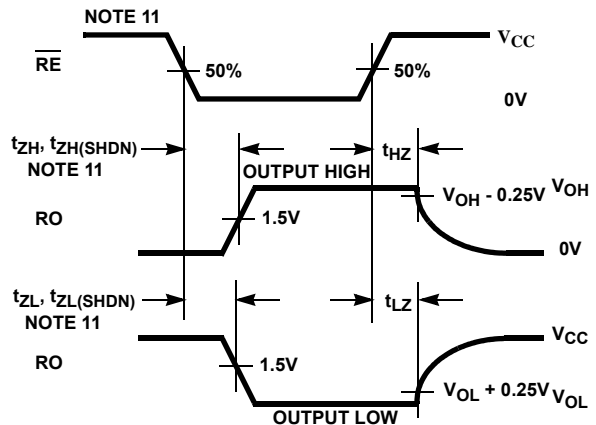 NOTE 11
VCC
RE
50%
50%
0V
tZH, tZH(SHDN)
NOTE 11
tHZ
OUTPUT HIGH
VOH - 0.25V
VOH
RO
1.5V
0V
tZL, tZL(SHDN)
NOTE 11
tLZ
VCC
RO
1.5V
VOL + 0.25V
VOL
OUTPUT LOW